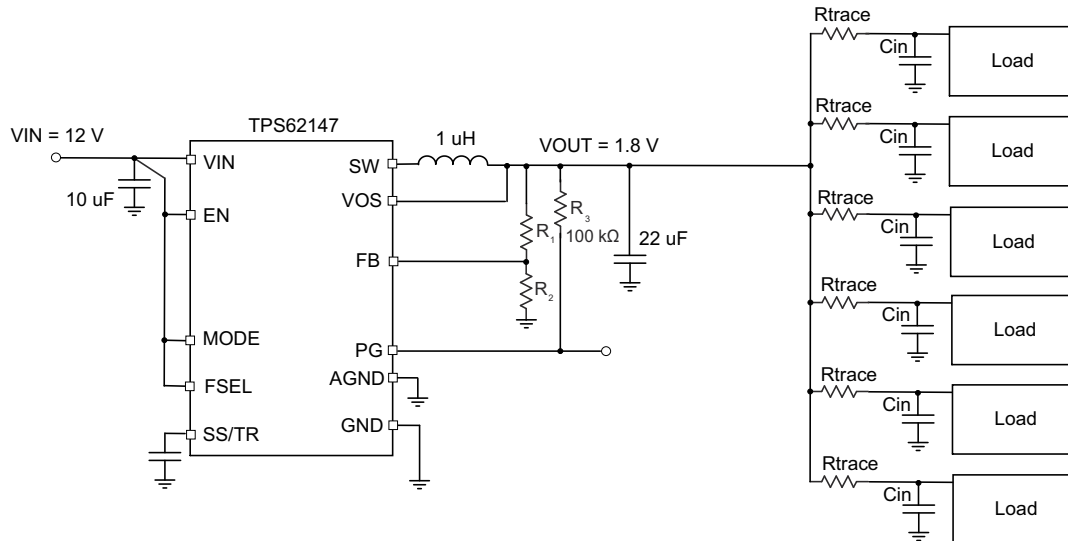 TPS62147
VIN = 12 V
10 uF
VIN
EN
MODE
FSEL
SS/TR
SW
VOS
FB
PG
AGND
GND
1 uH
VOUT = 1.8 V
R1
R2
R3
100 kΩ
22 uF
Rtrace
Cin
Load
Rtrace
Cin
Load
Rtrace
Cin
Load
Rtrace
Cin
Load
Rtrace
Cin
Load
Rtrace
Cin
Load